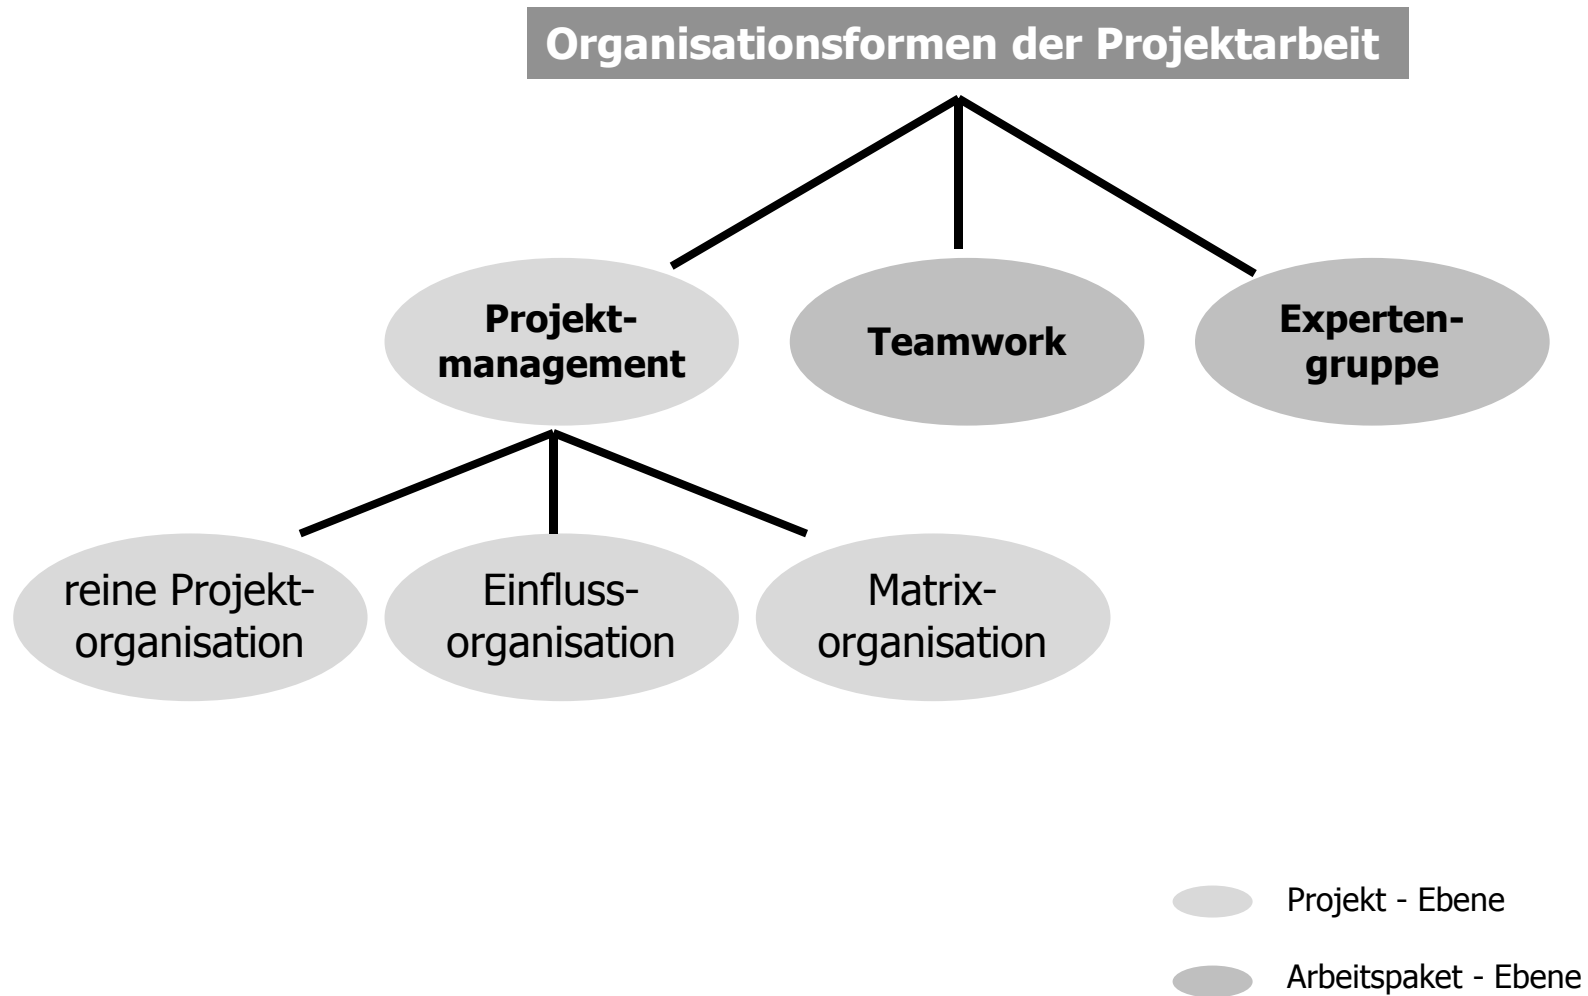 Organisationsformen der Projektarbeit
Projekt-
management
Teamwork
Experten-
gruppe
reine Projekt-
organisation
Einfluss-
organisation
Matrix-
organisation
Projekt - Ebene
Arbeitspaket - Ebene